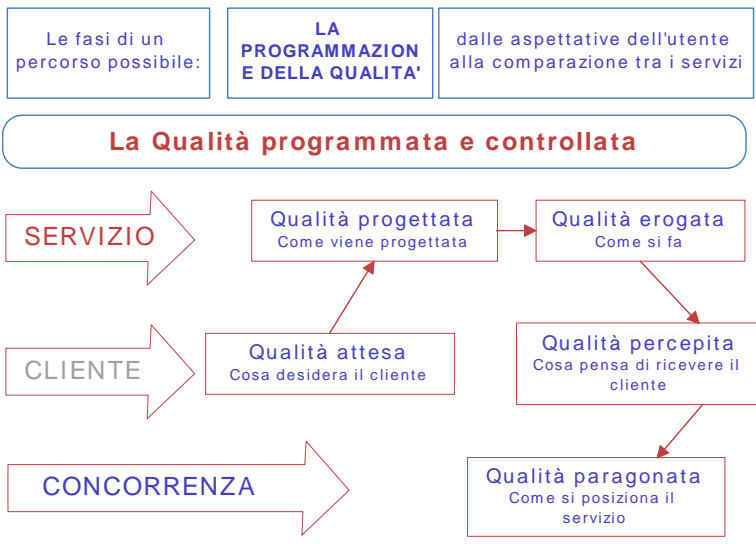 Le fasi di un
percorso possibile:
LA
PROGRAMMAZION
E DELLA QUALITA'
dalle aspettative dell'utente
alla comparazione tra i servizi
La Qualità programmata e controllata
SERVIZIO
Qualità progettata
Come viene progettata
Qualità erogata
Come si fa
CLIENTE
Qualità attesa
Cosa desidera il cliente
Qualità percepita
Cosa pensa di ricevere il
cliente
CONCORRENZA
Qualità paragonata
Come si posiziona il
servizio